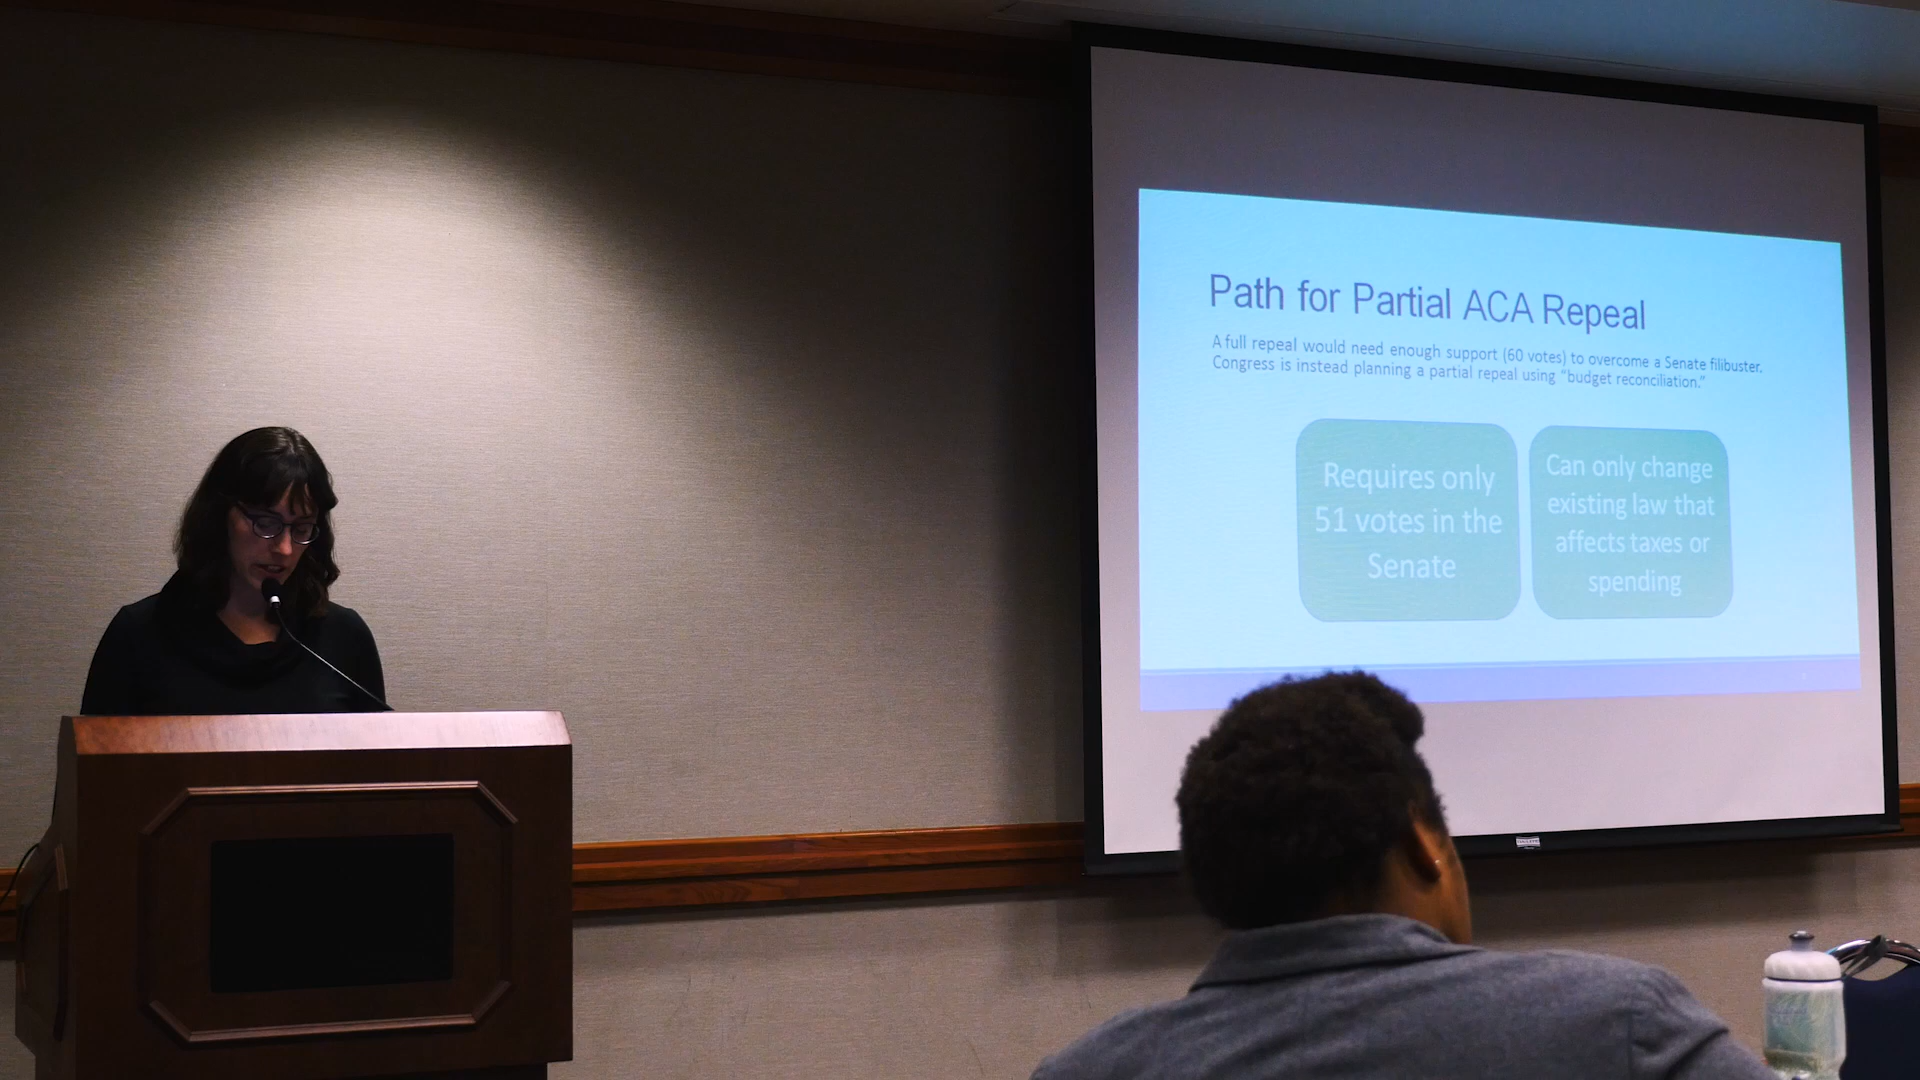 Path for Partial ACA Repeal
A full repeal would need enough support (60 votes) to overcome a Senate filibuster.
Congress is instead planning a partial repeal using “budget reconciliation.”
Requires only
51 votes in the
Senate
Can only change
existing law that
affects taxes or
spending